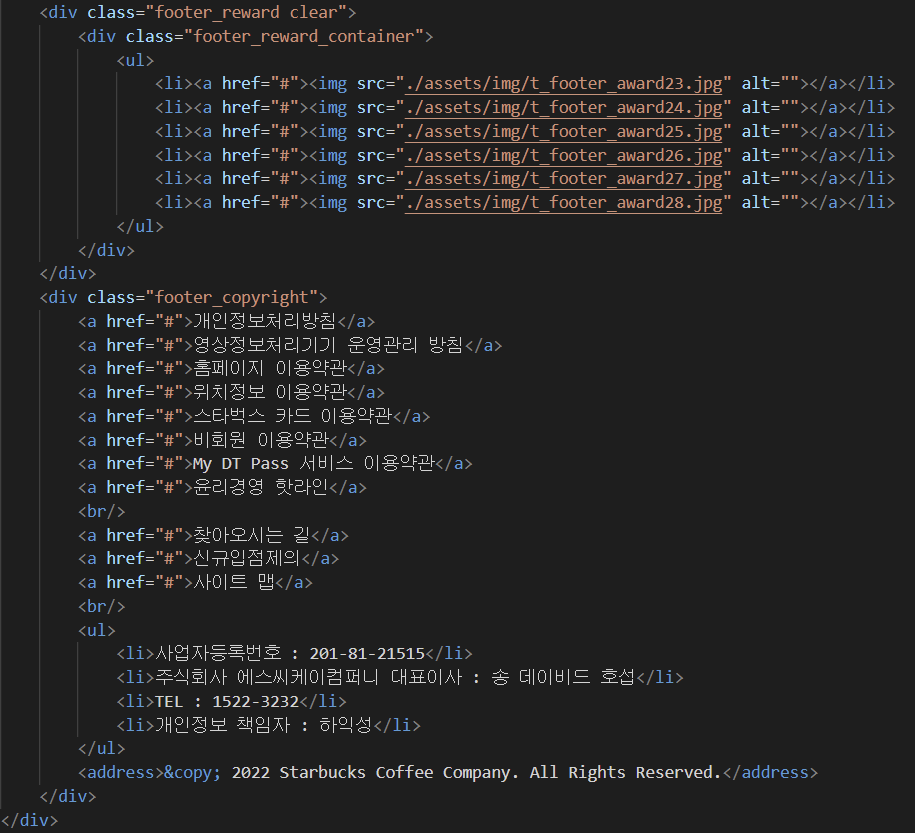 <div class="footer_reward clear">
<div class="footer_reward_container">
<ul>
<li><a href="#"><img src="./assets/img/t_footer_award23.jpg" alt=""></a></li>
<li><a href="#"><img src="./assets/img/t_footer_award24.jpg" alt=""></a></li>
<li><a href="#"><img src="./assets/img/t_footer_award25.jpg" alt=""></a></li>
<li><a href="#"><img src="./assets/img/t_footer_award26.jpg" alt=""></a></li>
<li><a href="#"><img src="./assets/img/t_footer_award27.jpg" alt=""></a></li>
<li><a href="#"><img src="./assets/img/t_footer_award28.jpg" alt=""></a></li>
</ul>
</div>
</div>
<div class="footer_copyright">
<a href="#">개인정보처리방침</a>
<a href="#">영상정보처리기기 운영관리 방침</a>
<a href="#">홈페이지 이용약관</a>
<a href="#">위치정보 이용약관</a>
<a href="#">스타벅스 카드 이용약관</a>
<a href="#">비회원 이용약관</a>
<a href="#">My DT Pass 서비스 이용약관</a>
<a href="#">윤리경영 핫라인</a>
<br/>
<a href="#">찾아오시는 길</a>
<a href="#">신규입점제의</a>
<a href="#">사이트 맵</a>
<br/>
<ul>
<li>사업자등록번호 : 201-81-21515</li>
<li>주식회사 에스씨케이컴퍼니 대표이사 : 송 데이비드 호섭</li>
<li>TEL : 1522-3232</li>
<li>개인정보 책임자 : 하익성</li>
</ul>
<address>&copy; 2022 Starbucks Coffee Company. All Rights Reserved.</address>
</div>
</div>